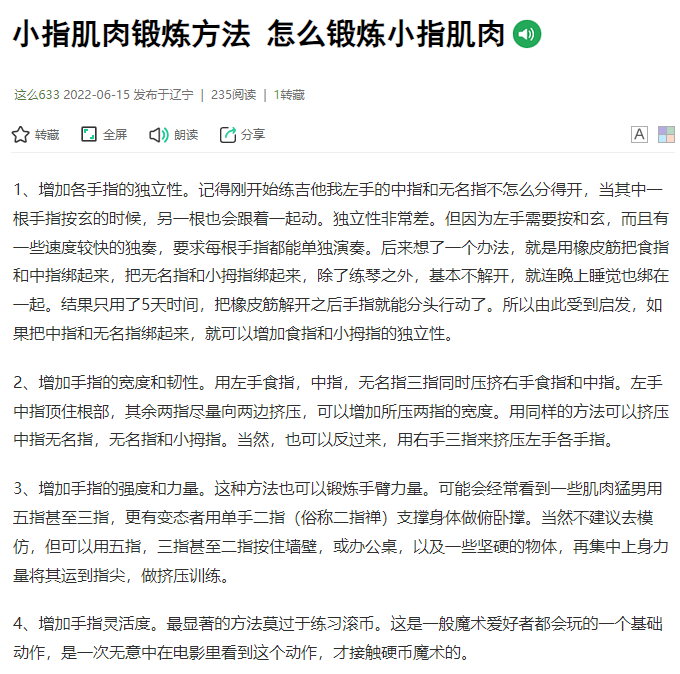 小指肌肉锻炼方法 怎么锻炼小指肌肉
这么633 2022-06-15 发布于辽宁 | 235阅读 | 1转藏
转藏 全屏 朗读 分享 A
1、增加各手指的独立性。记得刚开始练吉他我左手的中指和无名指不怎么分得开，当其中一
根手指按玄的时候，另一根也会跟着一起动。独立性非常差。但因为左手需要按和玄，而且有
一些速度较快的独奏，要求每根手指都能单独演奏。后来想了一个办法，就是用橡皮筋把食指
和中指绑起来，把无名指和小拇指绑起来，除了练琴之外，基本不解开，就连晚上睡觉也绑在
一起。结果只用了5天时间，把橡皮筋解开之后手指就能分头行动了。所以由此受到启发，如
果把中指和无名指绑起来，就可以增加食指和小拇指的独立性。
2、增加手指的宽度和韧性。用左手食指，中指，无名指三指同时压挤右手食指和中指。左手
中指顶住根部，其余两指尽量向两边挤压，可以增加所压两指的宽度。用同样的方法可以挤压
中指无名指，无名指和小拇指。当然，也可以反过来，用右手三指来挤压左手各手指。
3、增加手指的强度和力量。这种方法也可以锻炼手臂力量。可能会经常看到一些肌肉猛男用
五指甚至三指，更有变态者用单手二指（俗称二指禅）支撑身体做俯卧撑。当然不建议去模
仿，但可以用五指，三指甚至二指按住墙壁，或办公桌，以及一些坚硬的物体，再集中上身力
量将其运到指尖，做挤压训练。
4、增加手指灵活度。最显著的方法莫过于练习滚币。这是一般魔术爱好者都会玩的一个基础
动作，是一次无意中在电影里看到这个动作，才接触硬币魔术的。